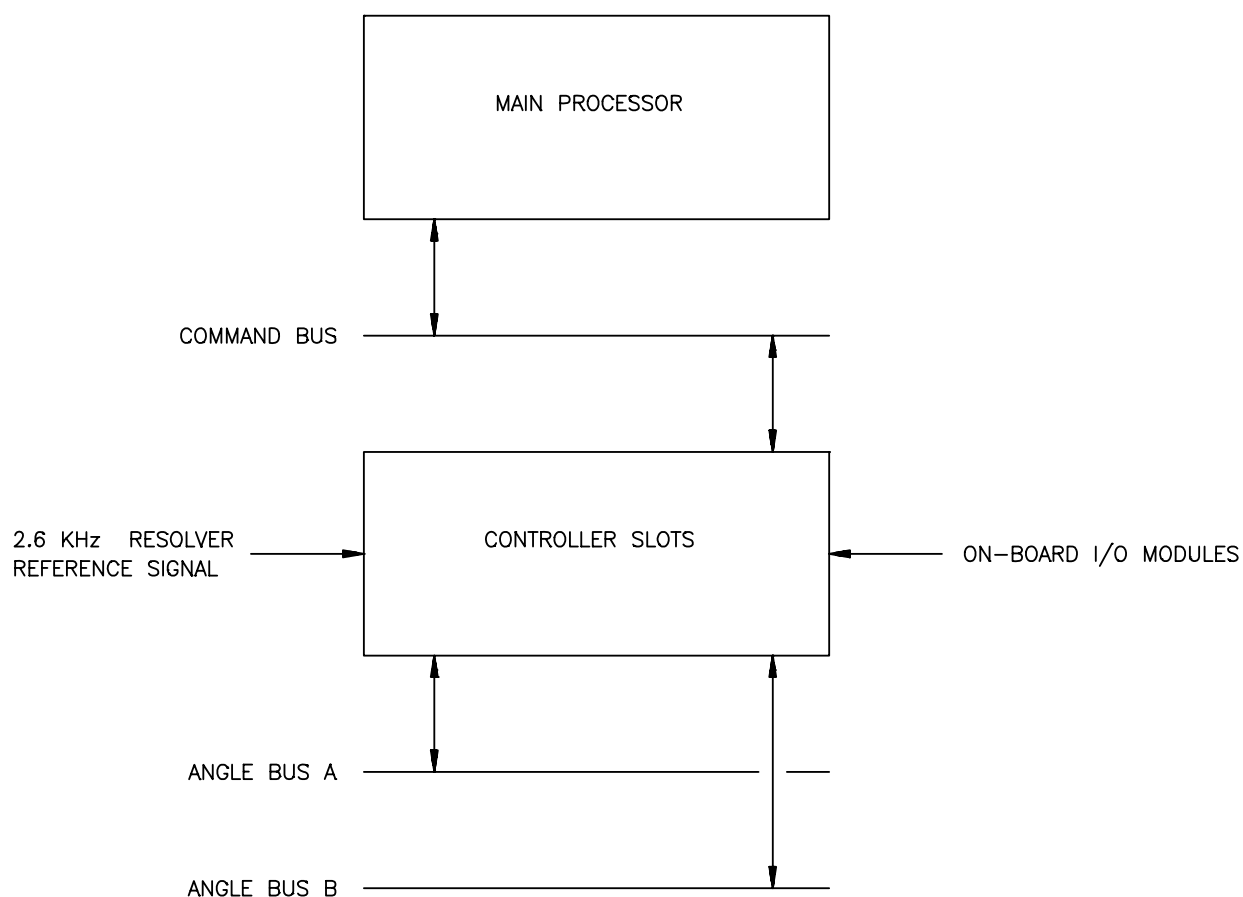 MAIN PROCESSOR
COMMAND BUS
2.6 KHz RESOLVER
REFERENCE SIGNAL
CONTROLLER SLOTS
ON-BOARD I/O MODULES
ANGLE BUS A
ANGLE BUS B